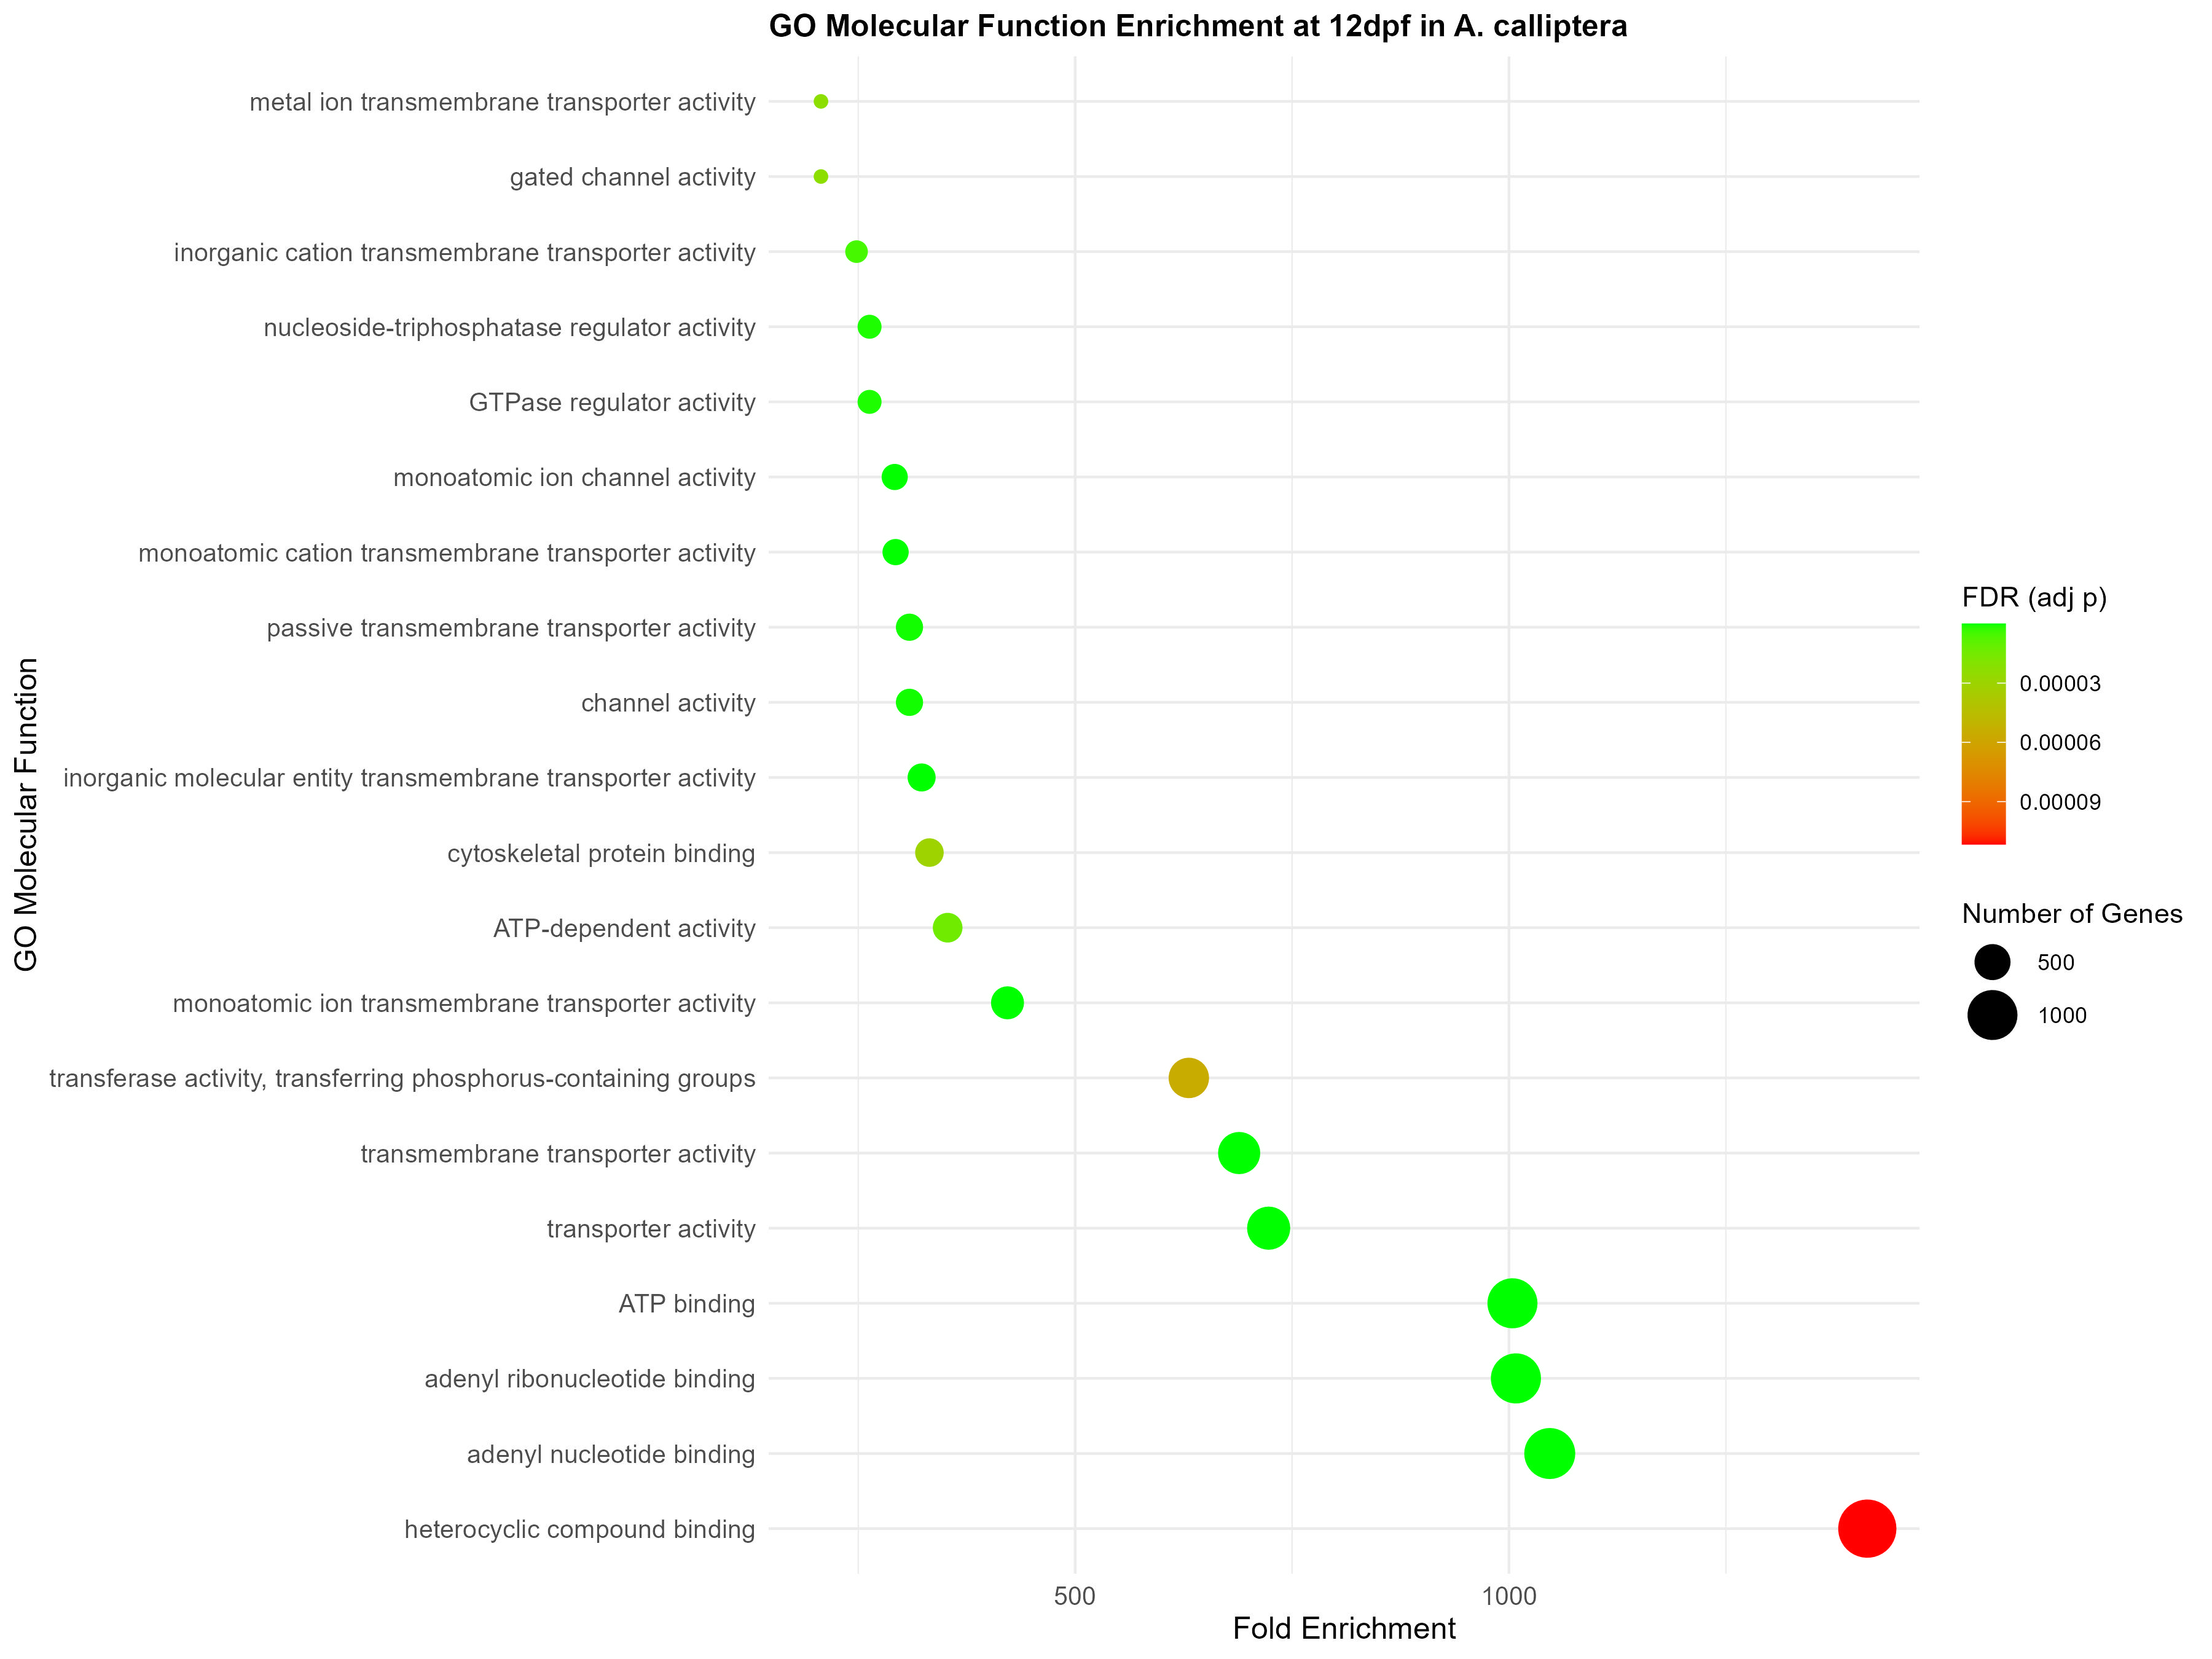 GO Molecular Function Enrichment at 12dpf in A. calliptera
GO Molecular Function
metal ion transmembrane transporter activity
gated channel activity
inorganic cation transmembrane transporter activity
nucleoside-triphosphatase regulator activity
GTPase regulator activity
monoatomic ion channel activity
monoatomic cation transmembrane transporter activity
passive transmembrane transporter activity
channel activity
inorganic molecular entity transmembrane transporter activity
cytoskeletal protein binding
ATP-dependent activity
monoatomic ion transmembrane transporter activity
transferase activity, transferring phosphorus-containing groups
transmembrane transporter activity
transporter activity
ATP binding
adenyl ribonucleotide binding
adenyl nucleotide binding
heterocyclic compound binding
500 1000
Fold Enrichment
FDR (adj p)
0.00003
0.00006
0.00009
Number of Genes
500
1000